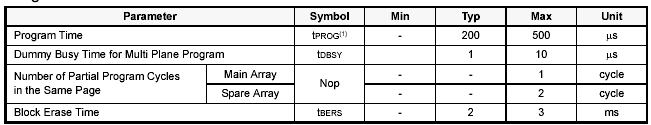 Parameter Symbol Min Typ Max Unit
Program Time tPROG(1) - 200 500 μs
Dummy Busy Time for Multi Plane Program tDBSY 1 10 μs
Number of Partial Program Cycles in the Same Page Main Array Nop - - 1 cycle
Spare Array - - 2 cycle
Block Erase Time tBERS - 2 3 ms